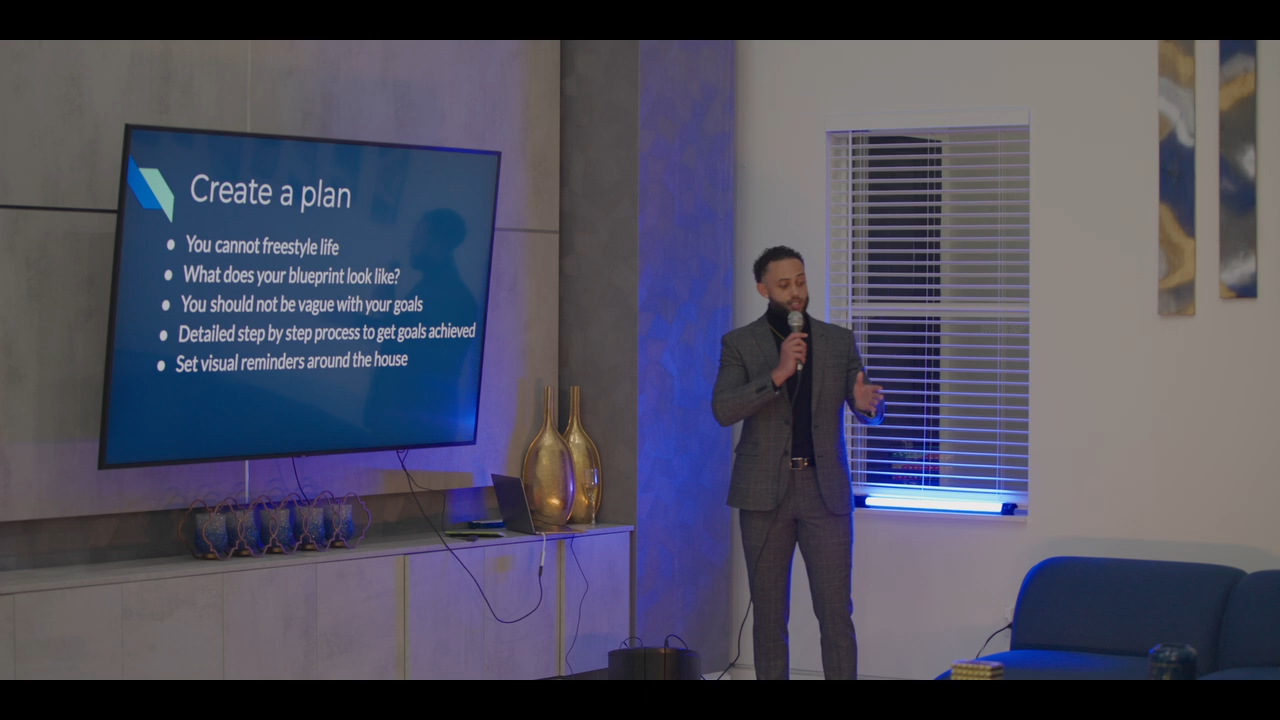 Create a plan
You cannot freestyle life
What does your blueprint look like?
You should not be vague with your goals
Detailed step by step process to get goals achieved
Set visual reminders around the house